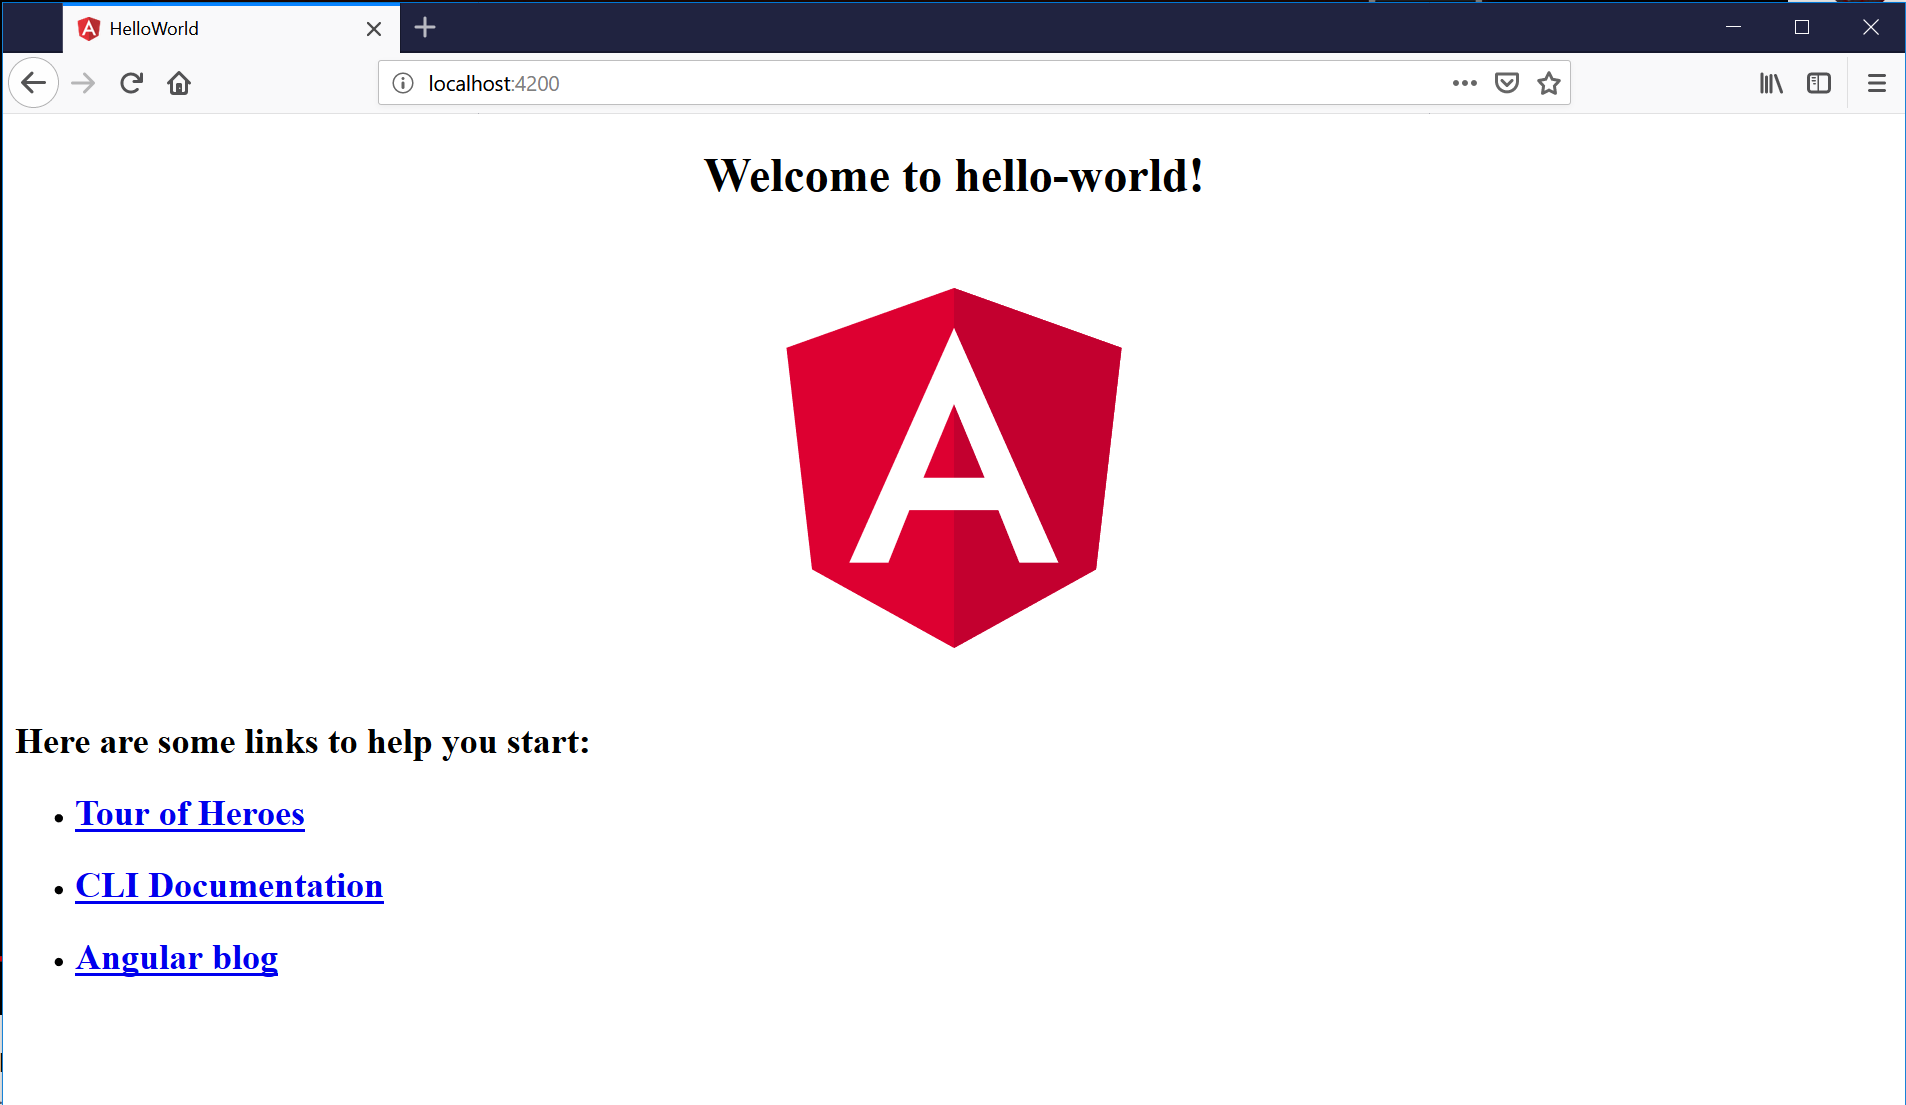 HelloWorld
localhost:4200
Welcome to hello-world!
A
Here are some links to help you start:
Tour of Heroes
CLI Documentation
Angular blog